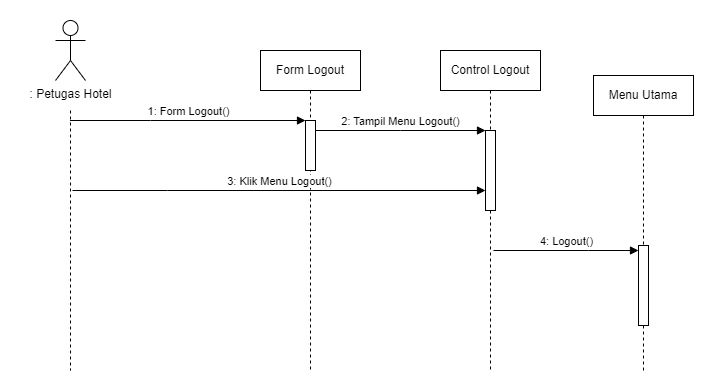 Form Logout
Control Logout
Menu Utama
: Petugas Hotel
1: Form Logout()
2: Tampil Menu Logout()
3: Klik Menu Logout()
4: Logout()